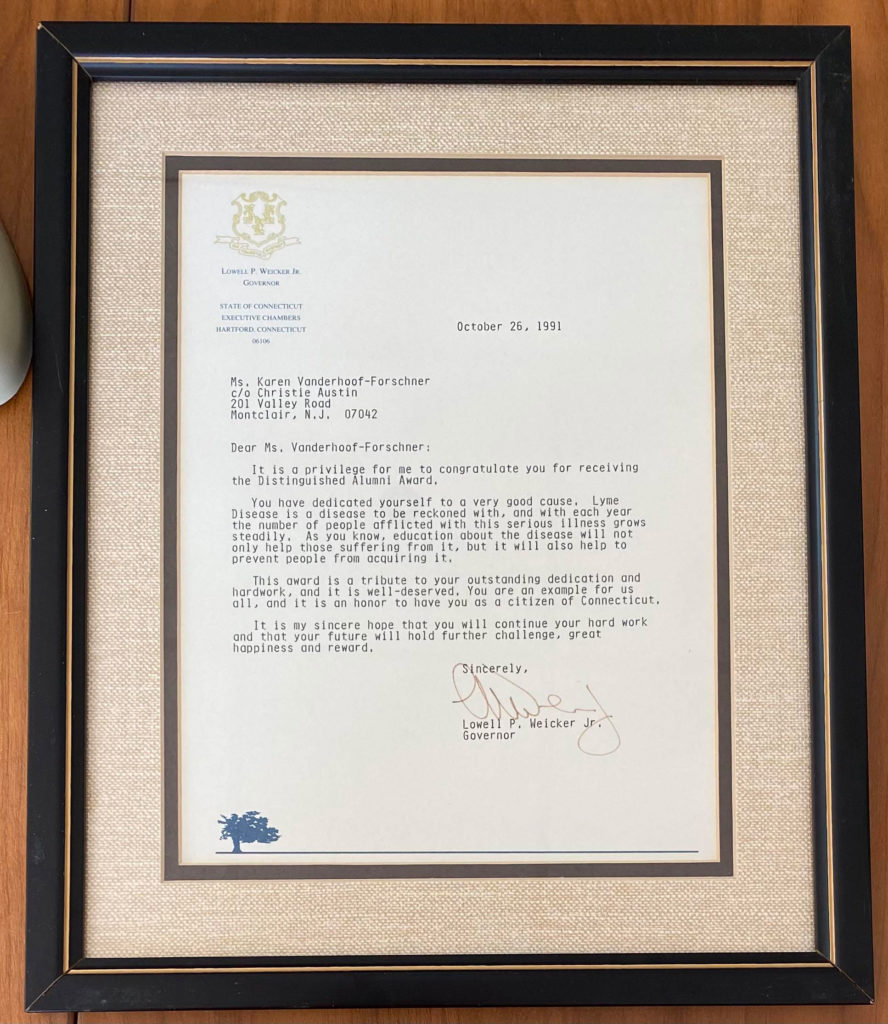 Lowell P. Weicker Jr.
Governor
STATE OF CONNECTICUT
EXECUTIVE CHAMBERS
HARTFORD, CONNECTICUT
06106
October 26, 1991
Ms. Karen Vanderhoof-Forschner
c/o Christie Austin
201 Valley Road
Montclair, N.J. 07042
Dear Ms. Vanderhoof-Forschner:
It is a privilege for me to congratulate you for receiving
the Distinguished Alumni Award.
You have dedicated yourself to a very good cause. Lyme
Disease is a disease to be reckoned with, and with each year
the number of people afflicted with this serious illness grows
steadily. As you know, education about the disease will not
only help those suffering from it, but it will also help to
prevent people from acquiring it.
This award is a tribute to your outstanding dedication and
hardwork, and it is well-deserved. You are an example for us
all, and it is an honor to have you as a citizen of Connecticut.
It is my sincere hope that you will continue your hard work
and that your future will hold further challenge, great
happiness and reward.
Sincerely,
Lowell P. Weicker Jr.
Governor